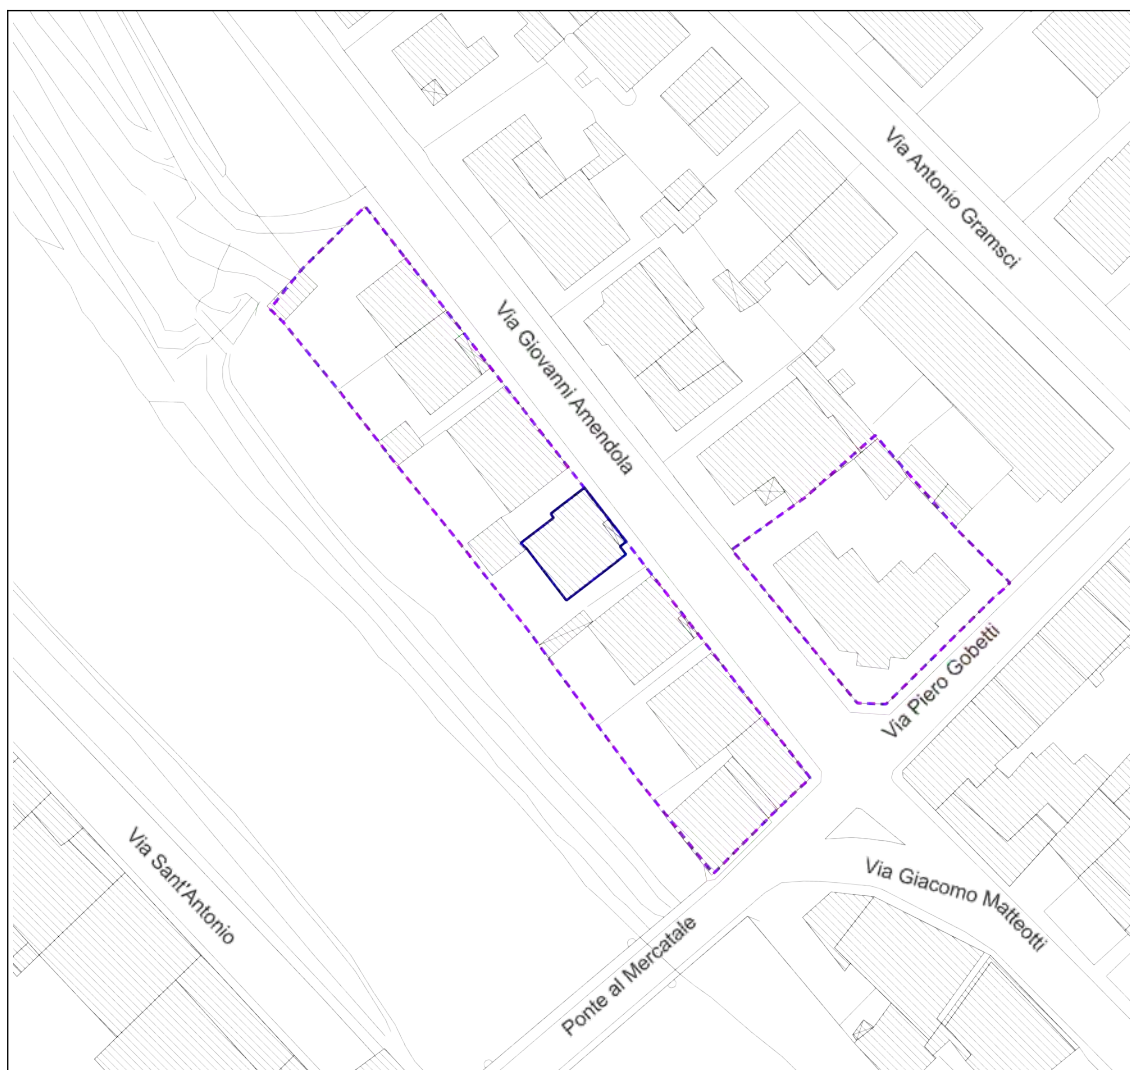 Via Antonio Gramsci
Via Giovanni Amendola
Via Piero Gobetti
Via Sant'Antonio
Via Giacomo Matteotti
Ponte al Mercatale